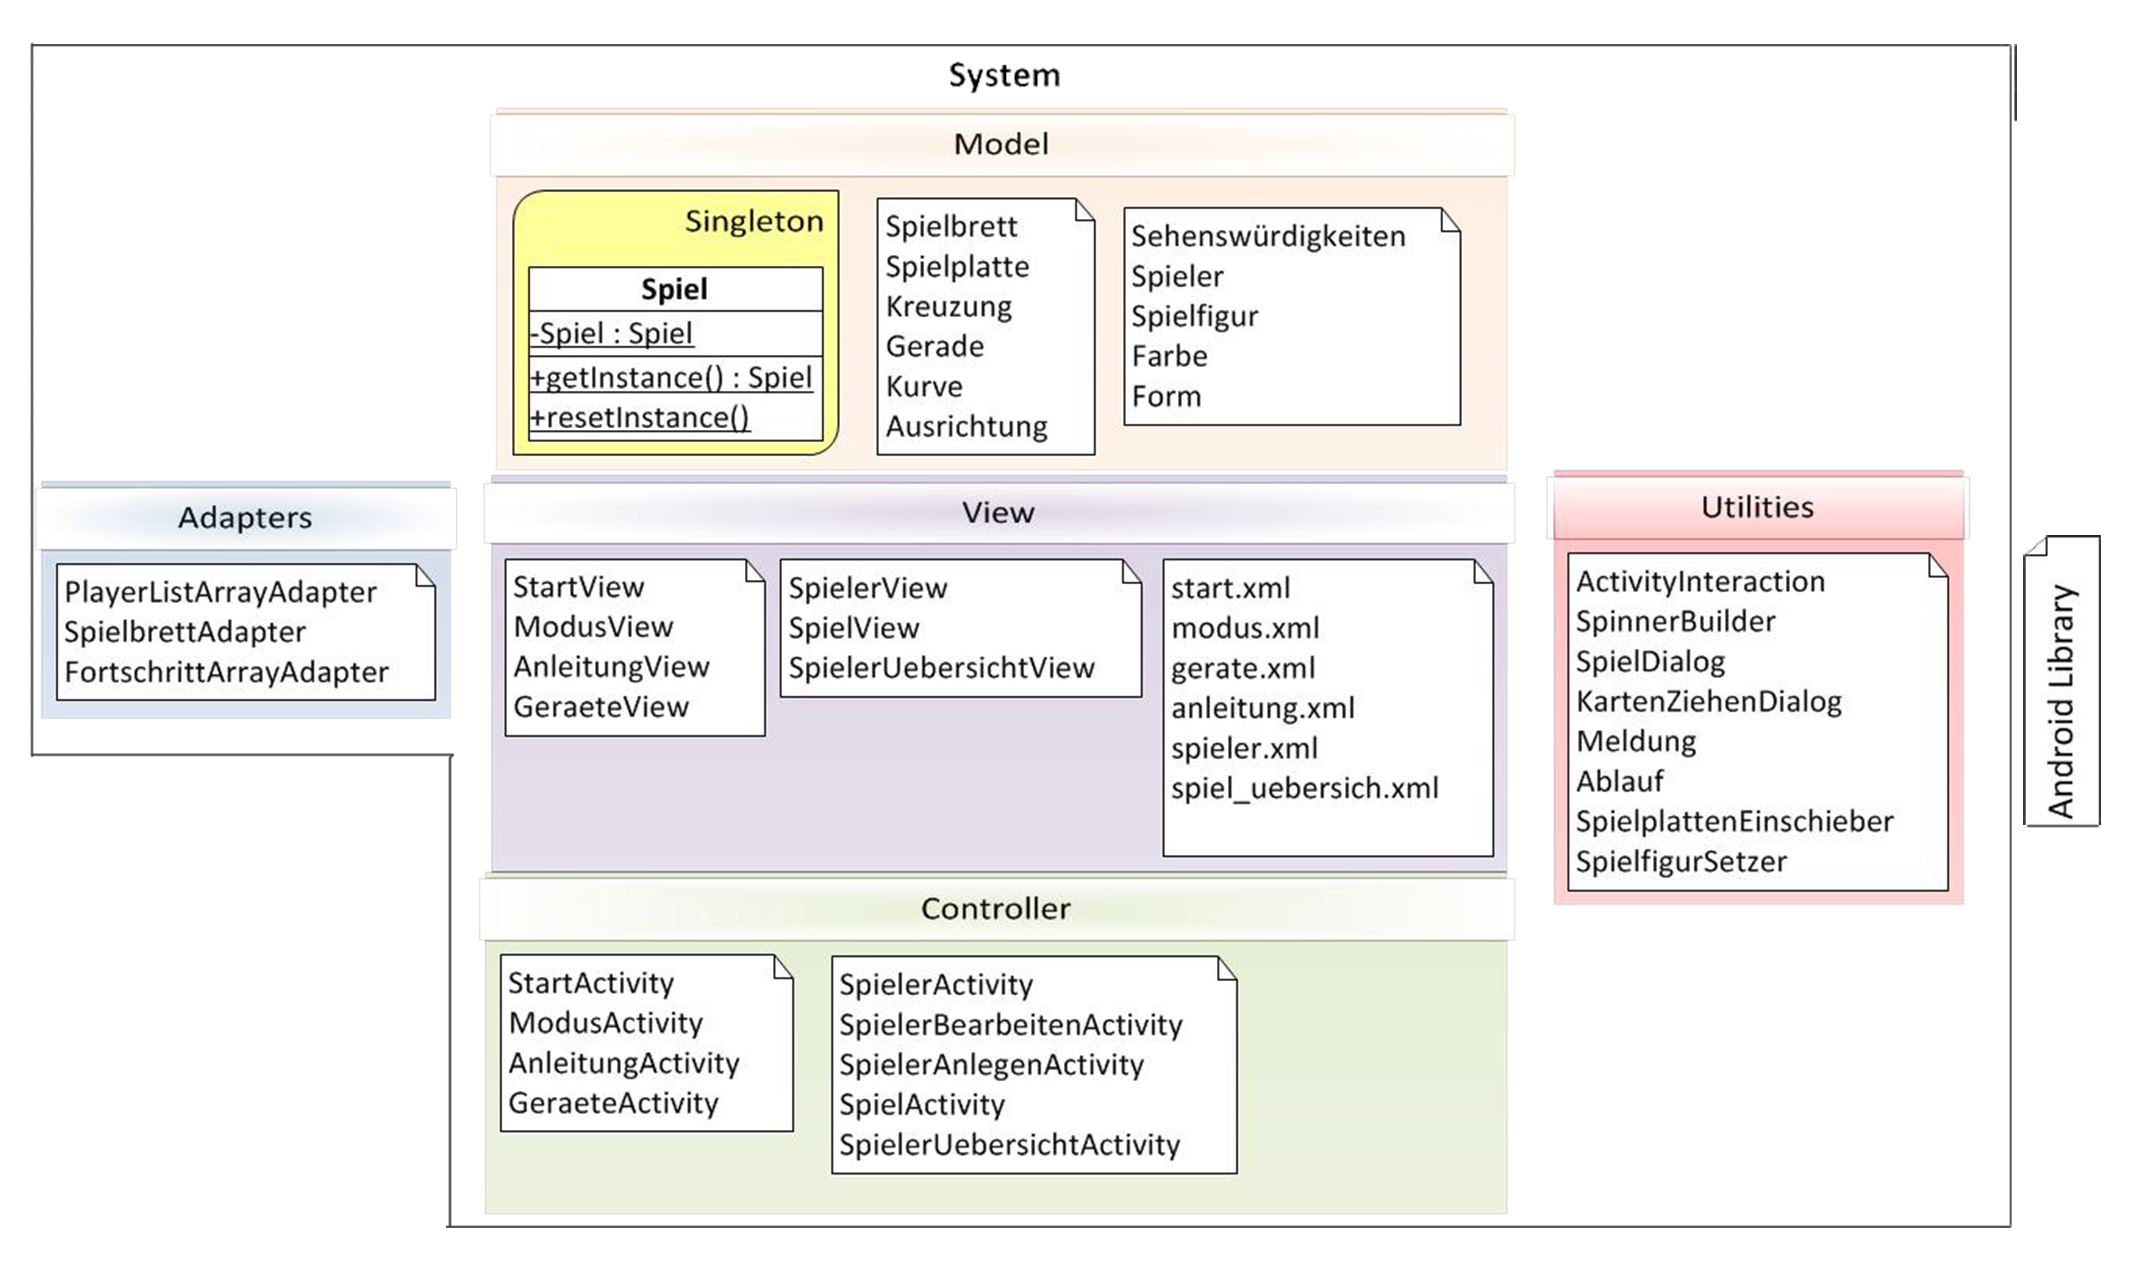 System
Model
Singleton
Spiel
-Spiel : Spiel
+getInstance() : Spiel
+resetInstance()
Spielbrett
Spielplatte
Kreuzung
Gerade
Kurve
Ausrichtung
Sehenswürdigkeiten
Spieler
Spielfigur
Farbe
Form
Adapters
PlayerListArrayAdapter
SpielbrettAdapter
FortschrittArrayAdapter
View
StartView
ModusView
AnleitungView
GeraeteView
SpielerView
SpielView
SpielerUebersichtView
start.xml
modus.xml
gerate.xml
anleitung.xml
spieler.xml
spiel_uebersich.xml
Utilities
ActivityInteraction
SpinnerBuilder
SpielDialog
KartenZiehenDialog
Meldung
Ablauf
SpielplattenEinschieber
SpielfigurSetzer
Android Library
Controller
StartActivity
ModusActivity
AnleitungActivity
GeraeteActivity
SpielerActivity
SpielerBearbeitenActivity
SpielerAnlegenActivity
SpielActivity
SpielerUebersichtActivity